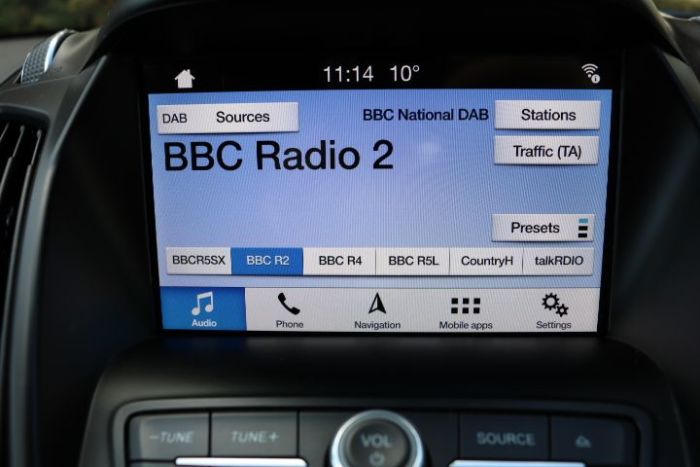 11:14 10°
DAB Sources
BBC National DAB
Stations
BBC Radio 2
Traffic (TA)
Presets
BBCR5SX BBC R2 BBC R4 BBC R5L CountryH talkRDIO
Audio Phone Navigation Mobile apps Settings
-TUNE TUNE+ VOL SOURCE